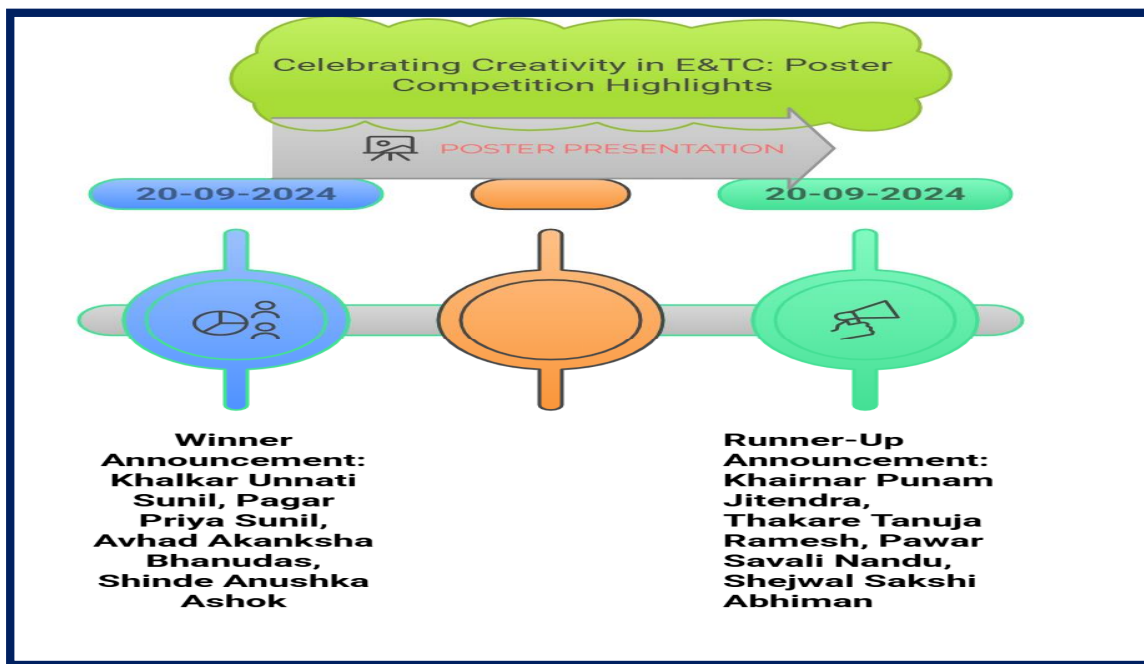 Celebrating Creativity in E&TC: Poster
Competition Highlights
POSTER PRESENTATION
20-09-2024
20-09-2024
Winner
Announcement:
Khalkar Unnati
Sunil, Pagar
Priya Sunil,
Avhad Akanksha
Bhanudas,
Shinde Anushka
Ashok
Runner-Up
Announcement:
Khairnar Punam
Jitendra,
Thakare Tanuja
Ramesh, Pawar
Savali Nandu,
Shejwal Sakshi
Abhiman